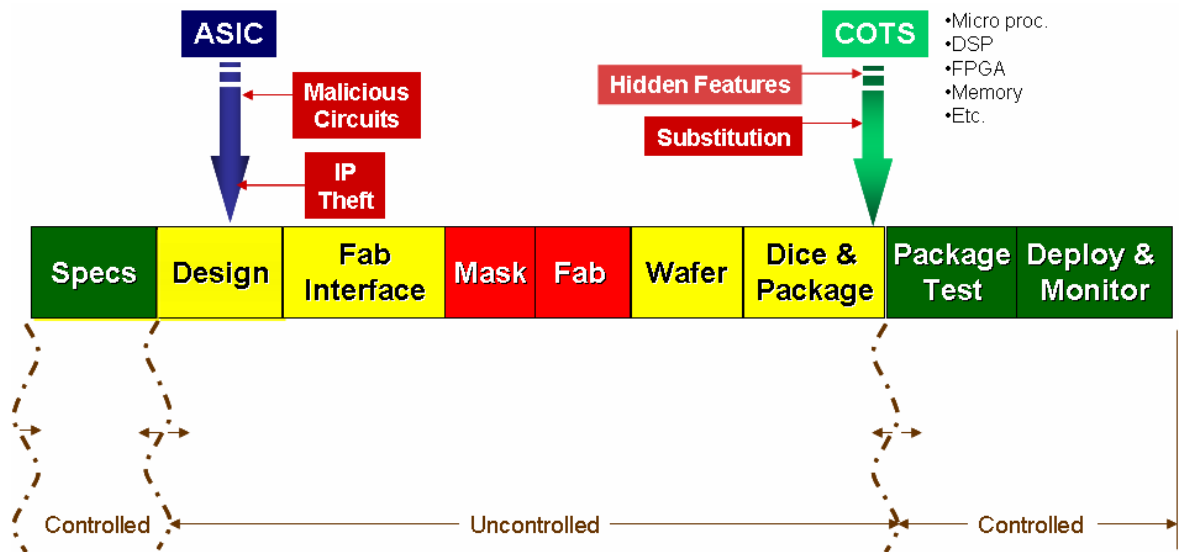 ASIC
COTS
•Micro proc.
•DSP
•FPGA
•Memory
•Etc.
Malicious
Circuits
Hidden Features
Substitution
IP
Theft
Specs
Design
Fab
Interface
Mask
Fab
Wafer
Dice &
Package
Package
Test
Deploy &
Monitor
Controlled
Uncontrolled
Controlled